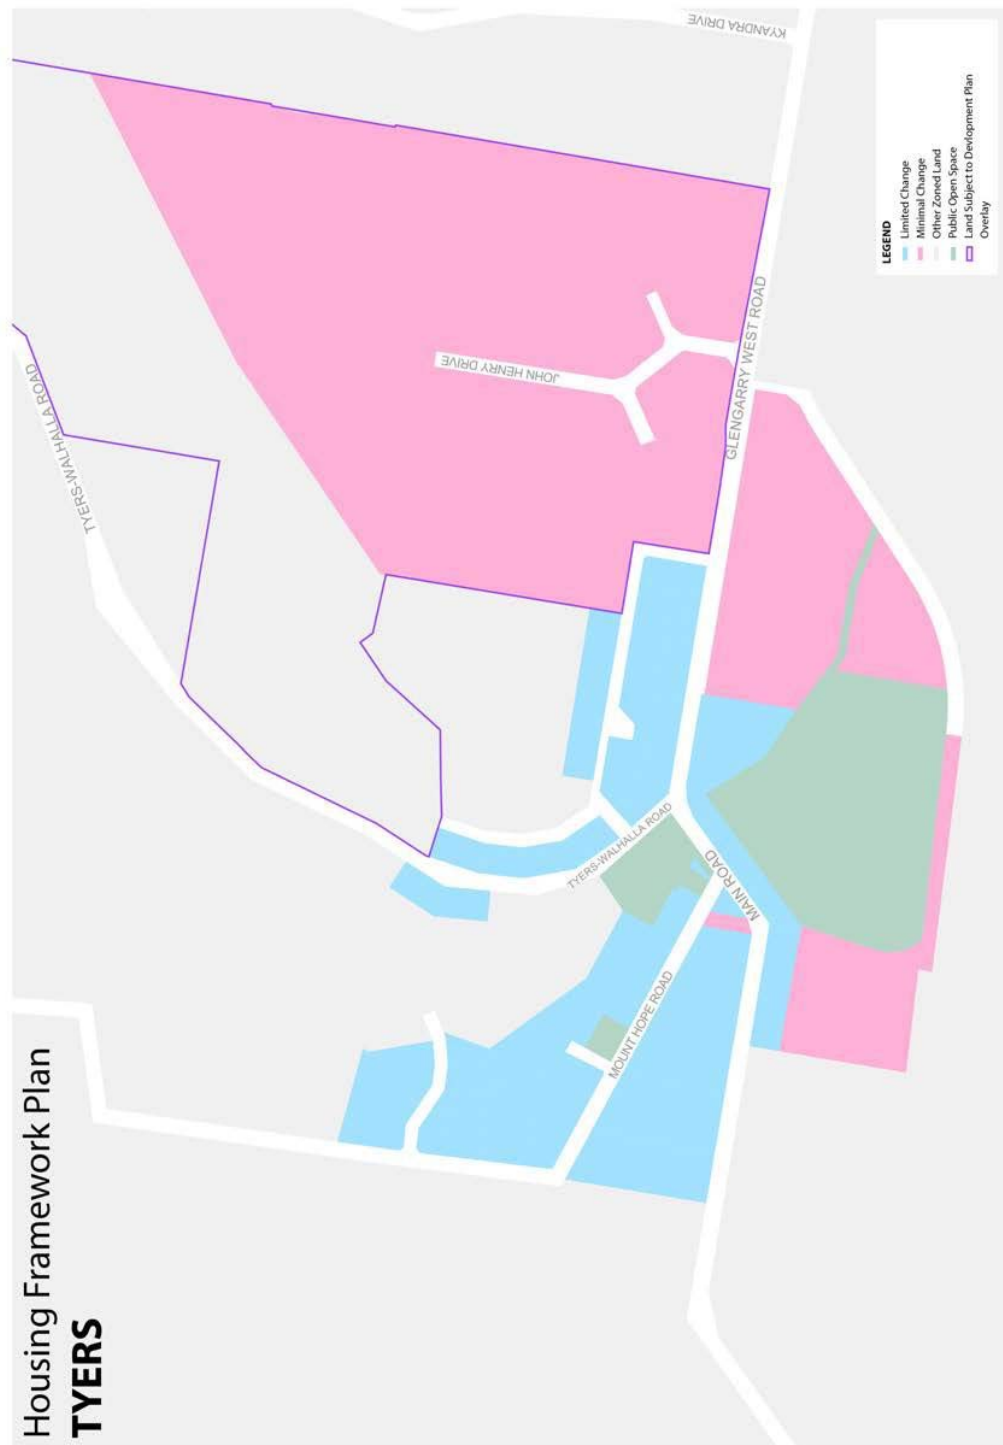 Housing Framework Plan
TYERS
TYERS-WALHALLA ROAD
KYANDRA DRIVE
JOHN HENRY DRIVE
GLENGARRY WEST ROAD
TYERS-WALHALLA ROAD
MAIN ROAD
MOUNT HOPE ROAD
LEGEND
Limited Change
Minimal Change
Other Zoned Land
Public Open Space
Land Subject to Devlopment Plan
Overlay